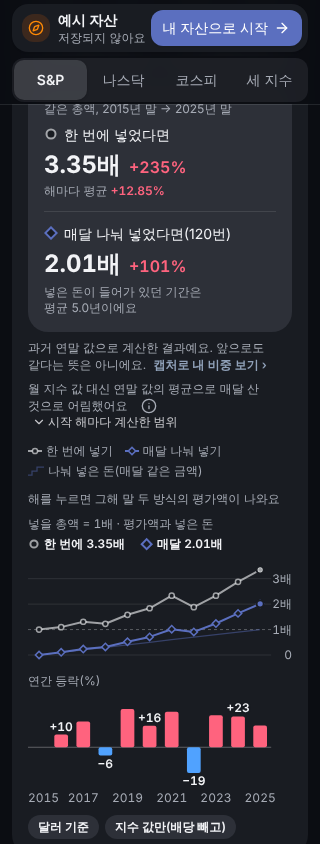 예시 자산
저장되지 않아요
내 자산으로 시작 →
S&P 나스닥 코스피 세 지수
같은 총액, 2015년 말 → 2025년 말
한 번에 넣었다면
3.35배 +235%
해마다 평균 +12.85%
매달 나눠 넣었다면(120번)
2.01배 +101%
넣은 돈이 들어가 있던 기간은
평균 5.0년이에요
과거 연말 값으로 계산한 결과예요. 앞으로도
같다는 뜻은 아니에요. 캡처로 내 비중 보기 ›
월 지수 값 대신 연말 값의 평균으로 매달 산
것으로 어림했어요
시작 해마다 계산한 범위
한 번에 넣기 매달 나눠 넣기
나눠 넣은 돈(매달 같은 금액)
해를 누르면 그해 말 두 방식의 평가액이 나와요
넣을 총액 = 1배 · 평가액과 넣은 돈
한 번에 3.35배 매달 2.01배
3배
2배
1배
0
연간 등락(%)
+10 −6 +16 −19 +23
2015 2017 2019 2021 2023 2025
달러 기준 지수 값만(배당 빼고)